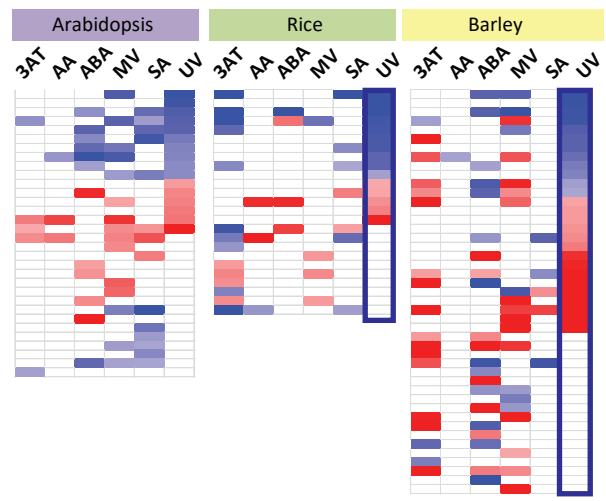 Arabidopsis Rice Barley
3AT AA ABA MV SA UV 3AT AA ABA MV SA UV 3AT AA ABA MV SA UV